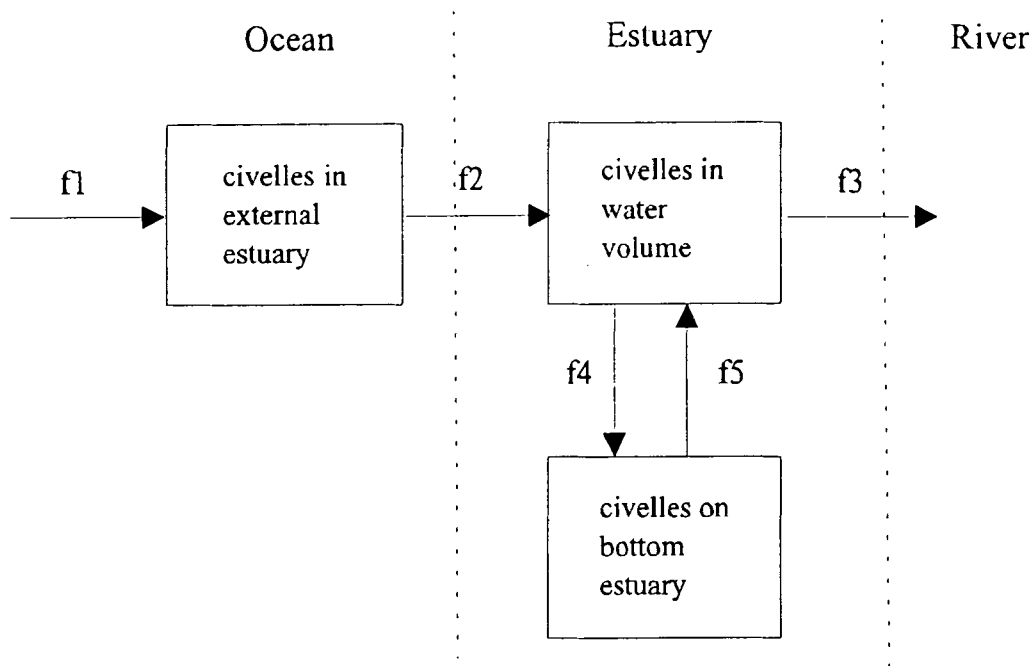 Ocean
Estuary
River
f1
civelles in
external
estuary
f2
civelles in
water
volume
f3
f4
f5
civelles on
bottom
estuary